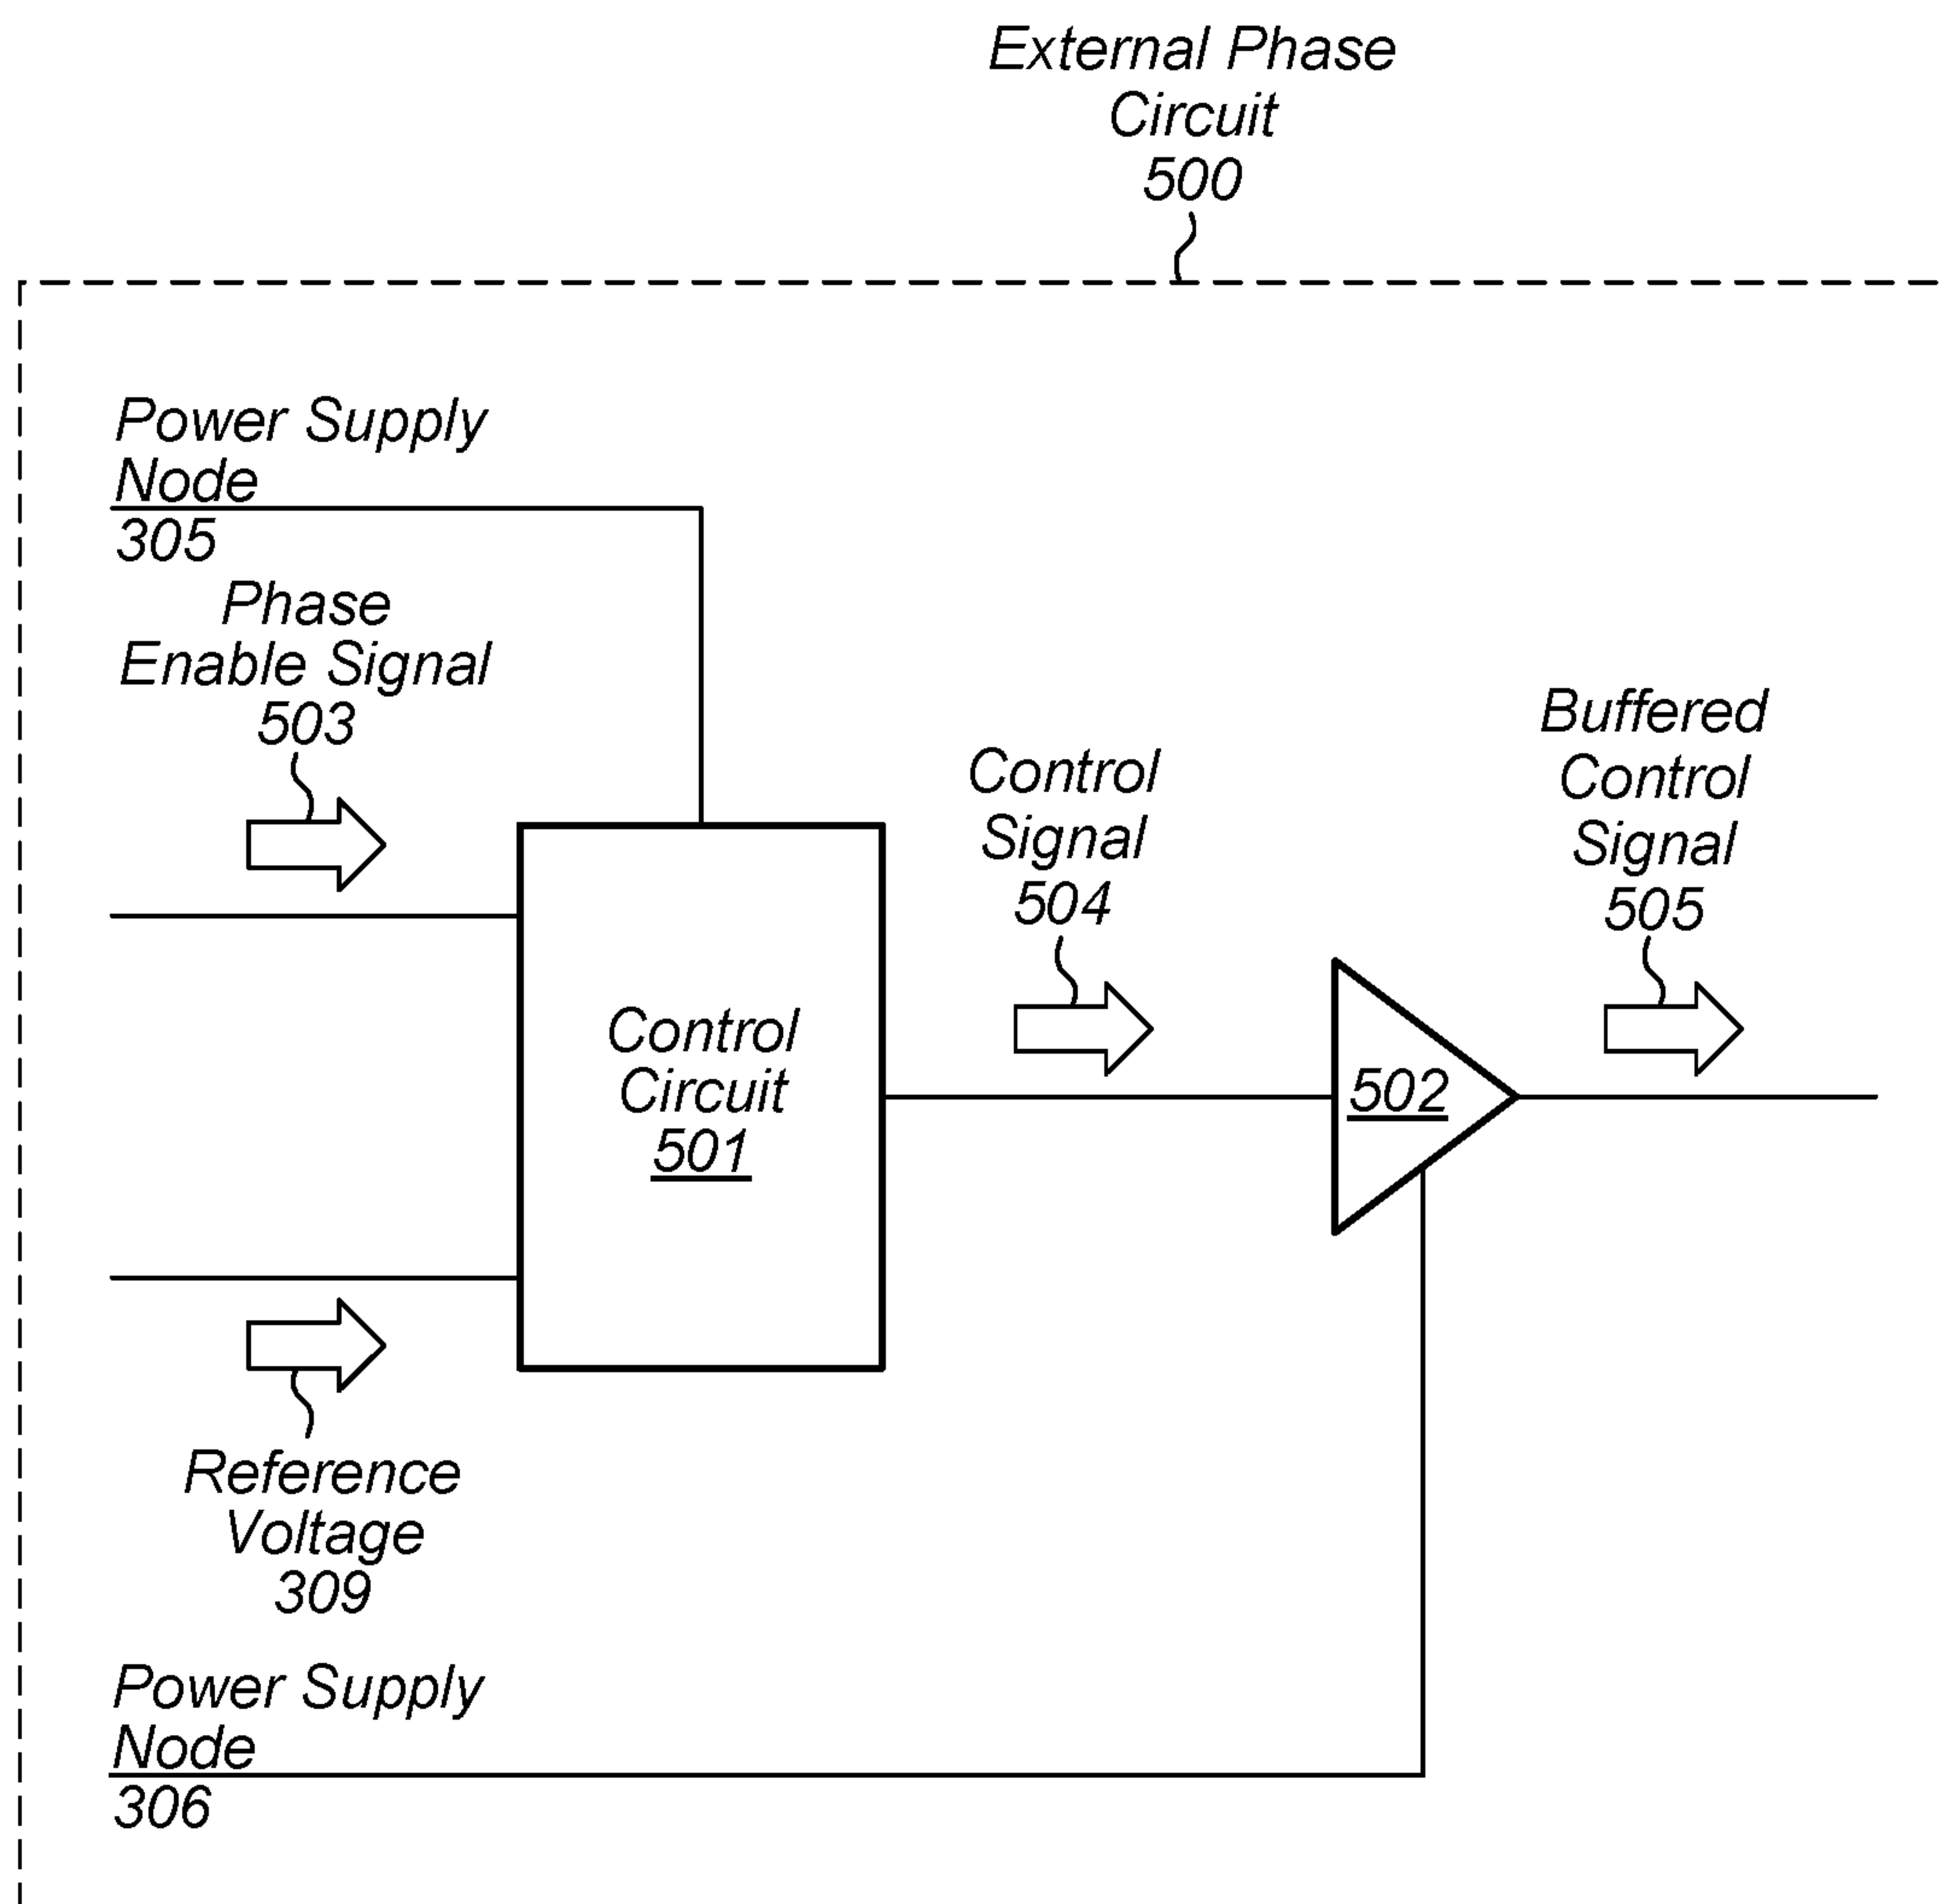 External Phase
Circuit
500
Power Supply
Node
305
Phase
Enable Signal
503
Control
Signal
504
Buffered
Control
Signal
505
Control
Circuit
501
502
Reference
Voltage
309
Power Supply
Node
306